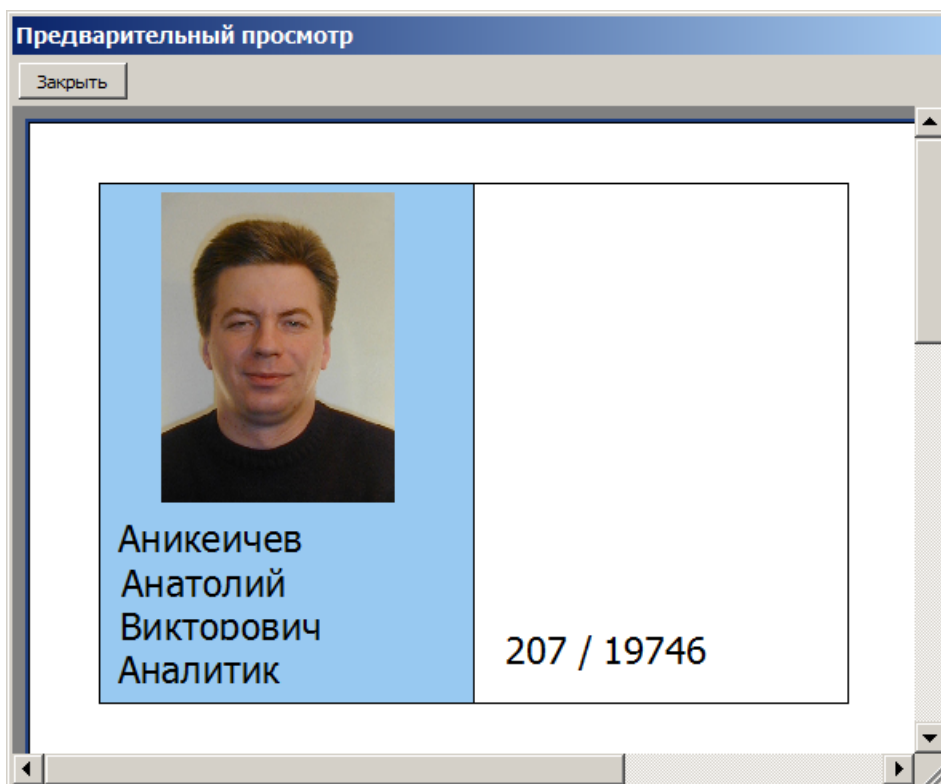 Предварительный просмотр
Закрыть
Аникеичев
Анатолий
Викторович
Аналитик
207 / 19746